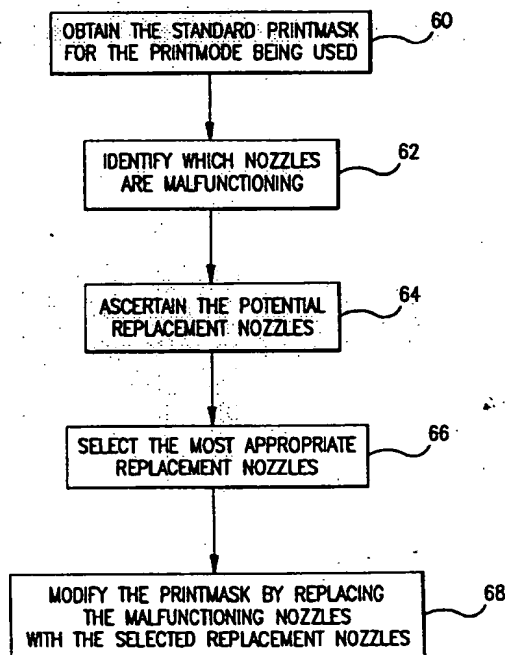 OBTAIN THE STANDARD PRINTMASK
FOR THE PRINTMODE BEING USED
60
IDENTIFY WHICH NOZZLES
ARE MALFUNCTIONING
62
ASCERTAIN THE POTENTIAL
REPLACEMENT NOZZLES
64
SELECT THE MOST APPROPRIATE
REPLACEMENT NOZZLES
66
MODIFY THE PRINTMASK BY REPLACING
THE MALFUNCTIONING NOZZLES
WITH THE SELECTED REPLACEMENT NOZZLES
68